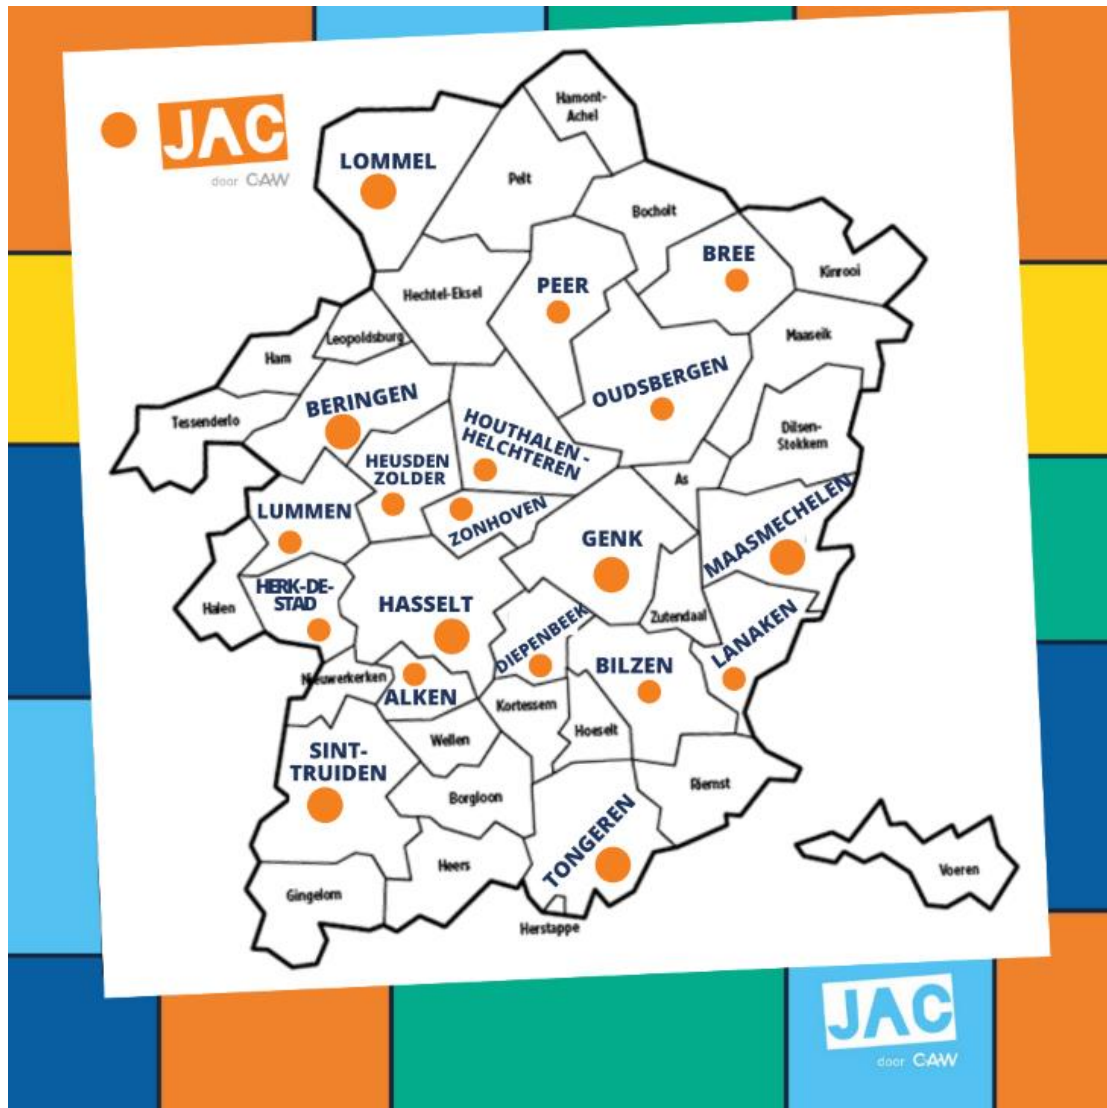 JAC
door CAW
Hamont-
Achel
LOMMEL
Pelt
Bocholt
BREE
Kinrooi
PEER
Hechtel-Eksel
Leopoldsburg
Maaseik
Ham
OUDSBERGEN
BERINGEN
Tessenderlo
HOUTHALEN -
HELCHTEREN
Dilsen-
Stokkem
HEUSDEN
ZOLDER
As
LUMMEN
ZONHOVEN
MAASMECHELEN
GENK
HERK-DE-
STAD
Halen
HASSELT
Zutendaal
DIEPENBEEK
LANAKEN
BILZEN
Nieuwerkerken
ALKEN
Kortessem
Hoeselt
Wellen
SINT-
TRUIDEN
Riemst
Borgloon
TONGEREN
Heers
Voeren
Gingelom
Herstappe
JAC
door CAW